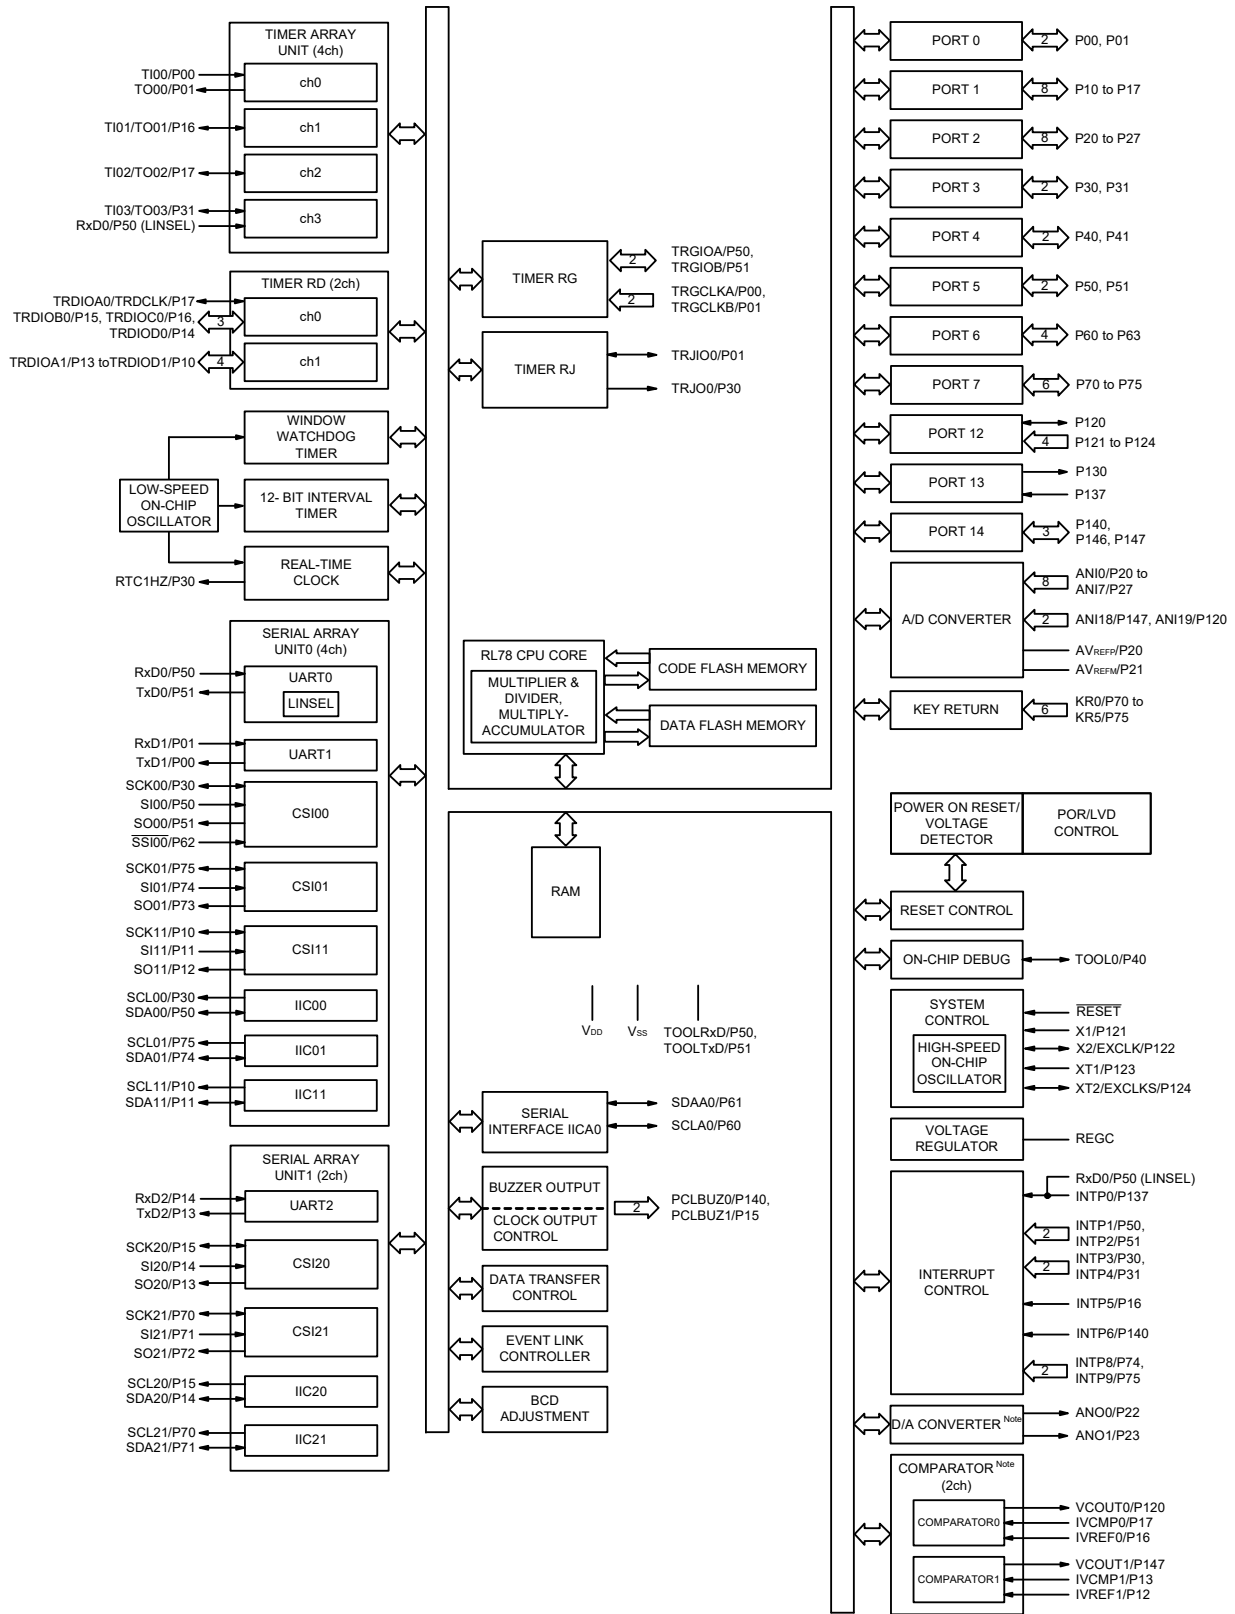 TIMER ARRAY
UNIT (4ch)
TI00/P00
TO00/P01
ch0
TI01/TO01/P16
ch1
TI02/TO02/P17
ch2
TI03/TO03/P31
RxD0/P50 (LINSEL)
ch3
TIMER RD (2ch)
TRDIOA0/TRDCLK/P17
TRDIOB0/P15, TRDIOC0/P16,
TRDIOD0/P14
3
ch0
TRDIOA1/P13 toTRDIOD1/P10
4
ch1
WINDOW
WATCHDOG
TIMER
LOW-SPEED
ON-CHIP
OSCILLATOR
12- BIT INTERVAL
TIMER
RTC1HZ/P30
REAL-TIME
CLOCK
SERIAL ARRAY
UNIT0 (4ch)
RxD0/P50
TxD0/P51
UART0
LINSEL
RxD1/P01
TxD1/P00
UART1
SCK00/P30
SI00/P50
SO00/P51
SSI00/P62
CSI00
SCK01/P75
SI01/P74
SO01/P73
CSI01
SCK11/P10
SI11/P11
SO11/P12
CSI11
SCL00/P30
SDA00/P50
IIC00
SCL01/P75
SDA01/P74
IIC01
SCL11/P10
SDA11/P11
IIC11
SERIAL ARRAY
UNIT1 (2ch)
RxD2/P14
TxD2/P13
UART2
SCK20/P15
SI20/P14
SO20/P13
CSI20
SCK21/P70
SI21/P71
SO21/P72
CSI21
SCL20/P15
SDA20/P14
IIC20
SCL21/P70
SDA21/P71
IIC21
TIMER RG
2
TRGIOA/P50,
TRGIOB/P51
2
TRGCLKA/P00,
TRGCLKB/P01
TIMER RJ
TRJIO0/P01
TRJO0/P30
RL78 CPU CORE
MULTIPLIER &
DIVIDER,
MULTIPLY-
ACCUMULATOR
CODE FLASH MEMORY
DATA FLASH MEMORY
RAM
VDD
VSS
TOOLRxD/P50,
TOOLTxD/P51
SERIAL
INTERFACE IICA0
SDAA0/P61
SCLA0/P60
BUZZER OUTPUT
CLOCK OUTPUT
CONTROL
2
PCLBUZ0/P140,
PCLBUZ1/P15
DATA TRANSFER
CONTROL
EVENT LINK
CONTROLLER
BCD
ADJUSTMENT
PORT 0
2
P00, P01
PORT 1
8
P10 to P17
PORT 2
8
P20 to P27
PORT 3
2
P30, P31
PORT 4
2
P40, P41
PORT 5
2
P50, P51
PORT 6
4
P60 to P63
PORT 7
6
P70 to P75
PORT 12
P120
4
P121 to P124
PORT 13
P130
P137
PORT 14
3
P140,
P146, P147
A/D CONVERTER
8
ANI0/P20 to
ANI7/P27
2
ANI18/P147, ANI19/P120
AVREFP/P20
AVREFM/P21
KEY RETURN
6
KR0/P70 to
KR5/P75
POWER ON RESET/
VOLTAGE
DETECTOR
POR/LVD
CONTROL
RESET CONTROL
ON-CHIP DEBUG
TOOL0/P40
SYSTEM
CONTROL
HIGH-SPEED
ON-CHIP
OSCILLATOR
RESET
X1/P121
X2/EXCLK/P122
XT1/P123
XT2/EXCLKS/P124
VOLTAGE
REGULATOR
REGC
INTERRUPT
CONTROL
RxD0/P50 (LINSEL)
INTP0/P137
2
INTP1/P50,
INTP2/P51
2
INTP3/P30,
INTP4/P31
INTP5/P16
INTP6/P140
2
INTP8/P74,
INTP9/P75
D/A CONVERTER Note
ANO0/P22
ANO1/P23
COMPARATOR Note
(2ch)
COMPARATOR0
VCOUT0/P120
IVCMP0/P17
IVREF0/P16
COMPARATOR1
VCOUT1/P147
IVCMP1/P13
IVREF1/P12